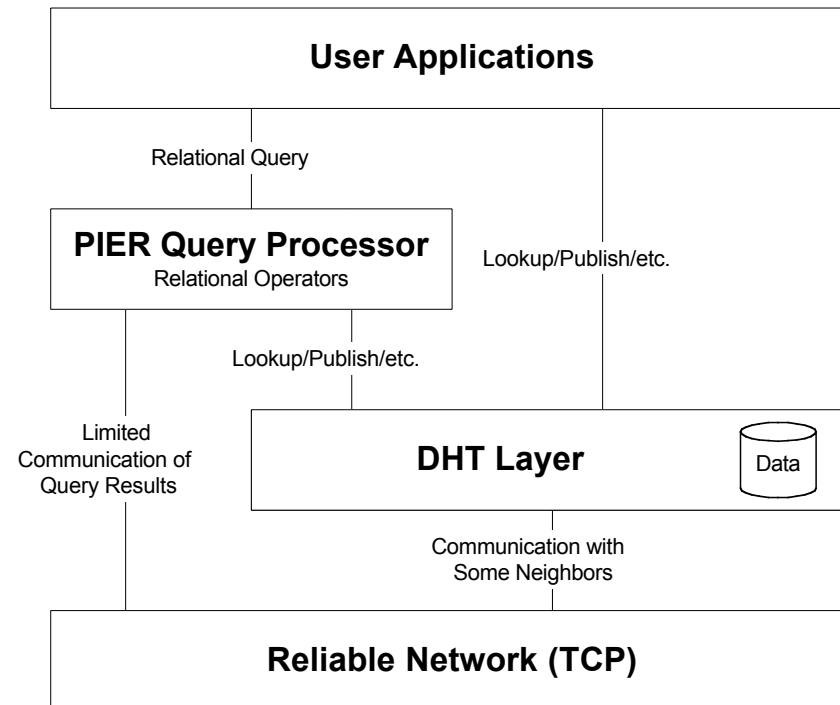 User Applications
Relational Query
PIER Query Processor
Relational Operators
Lookup/Publish/etc.
Lookup/Publish/etc.
Limited
Communication of
Query Results
DHT Layer
Data
Communication with
Some Neighbors
Reliable Network (TCP)